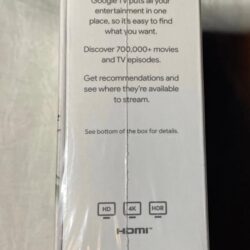 Google TV puts all your
entertainment in one
place, so it's easy to find
what you want.
Discover 700,000+ movies
and TV episodes.
Get recommendations and
see where they're available
to stream.
See bottom of the box for details.
HD 4K HDR
HDMI